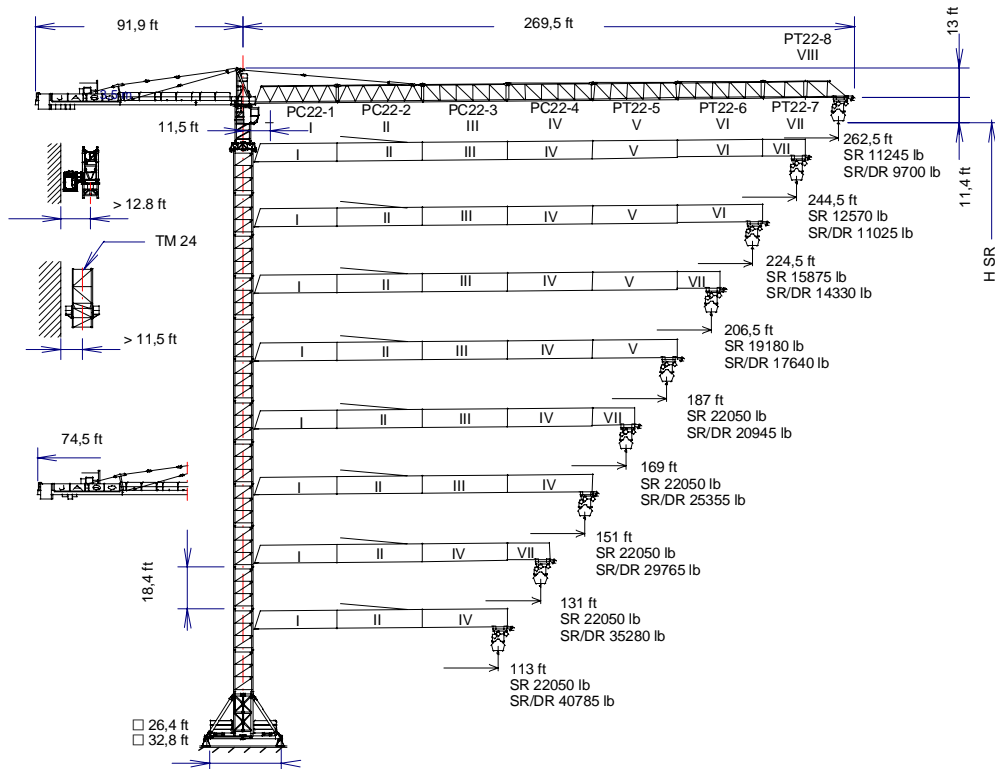 91,9 ft
269,5 ft
13 ft
PT22-8
VIII
PC22-1
PC22-2
PC22-3
PC22-4
PT22-5
PT22-6
PT22-7
I II III IV V VI VII
11,5 ft
11,4 ft
H SR
262,5 ft
SR 11245 lb
SR/DR 9700 lb
I II III IV V VI VII
244,5 ft
SR 12570 lb
SR/DR 11025 lb
> 12.8 ft
I II III IV V VI
224,5 ft
SR 15875 lb
SR/DR 14330 lb
TM 24
I II III IV V VII
206,5 ft
SR 19180 lb
SR/DR 17640 lb
> 11,5 ft
I II III IV V
187 ft
SR 22050 lb
SR/DR 20945 lb
I II III IV VII
169 ft
SR 22050 lb
SR/DR 25355 lb
74,5 ft
I II III IV
151 ft
SR 22050 lb
SR/DR 29765 lb
I II IV VII
131 ft
SR 22050 lb
SR/DR 35280 lb
18,4 ft
I II IV
113 ft
SR 22050 lb
SR/DR 40785 lb
□ 26,4 ft
□ 32,8 ft